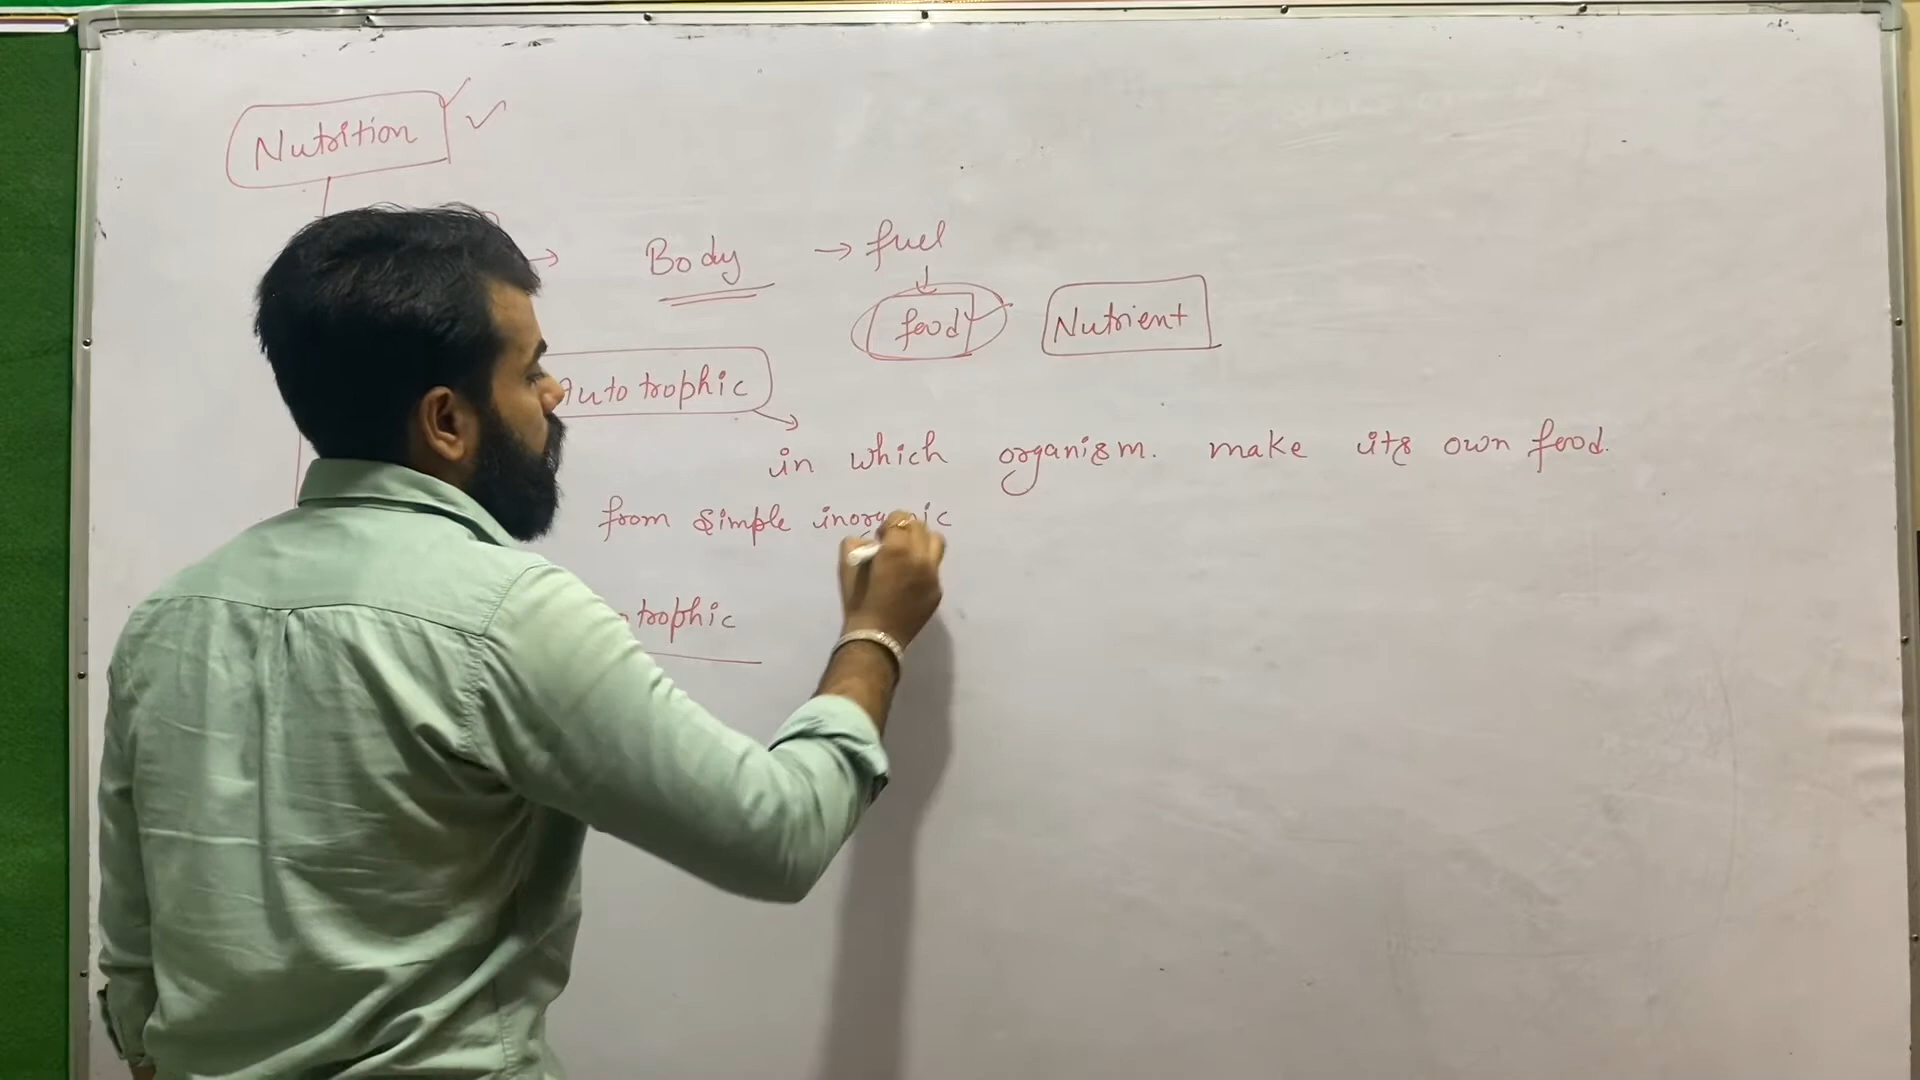 Nutrition
Body → fuel
food Nutrient
Autotrophic
in which organism. make its own food.
from simple inorganic
trophic